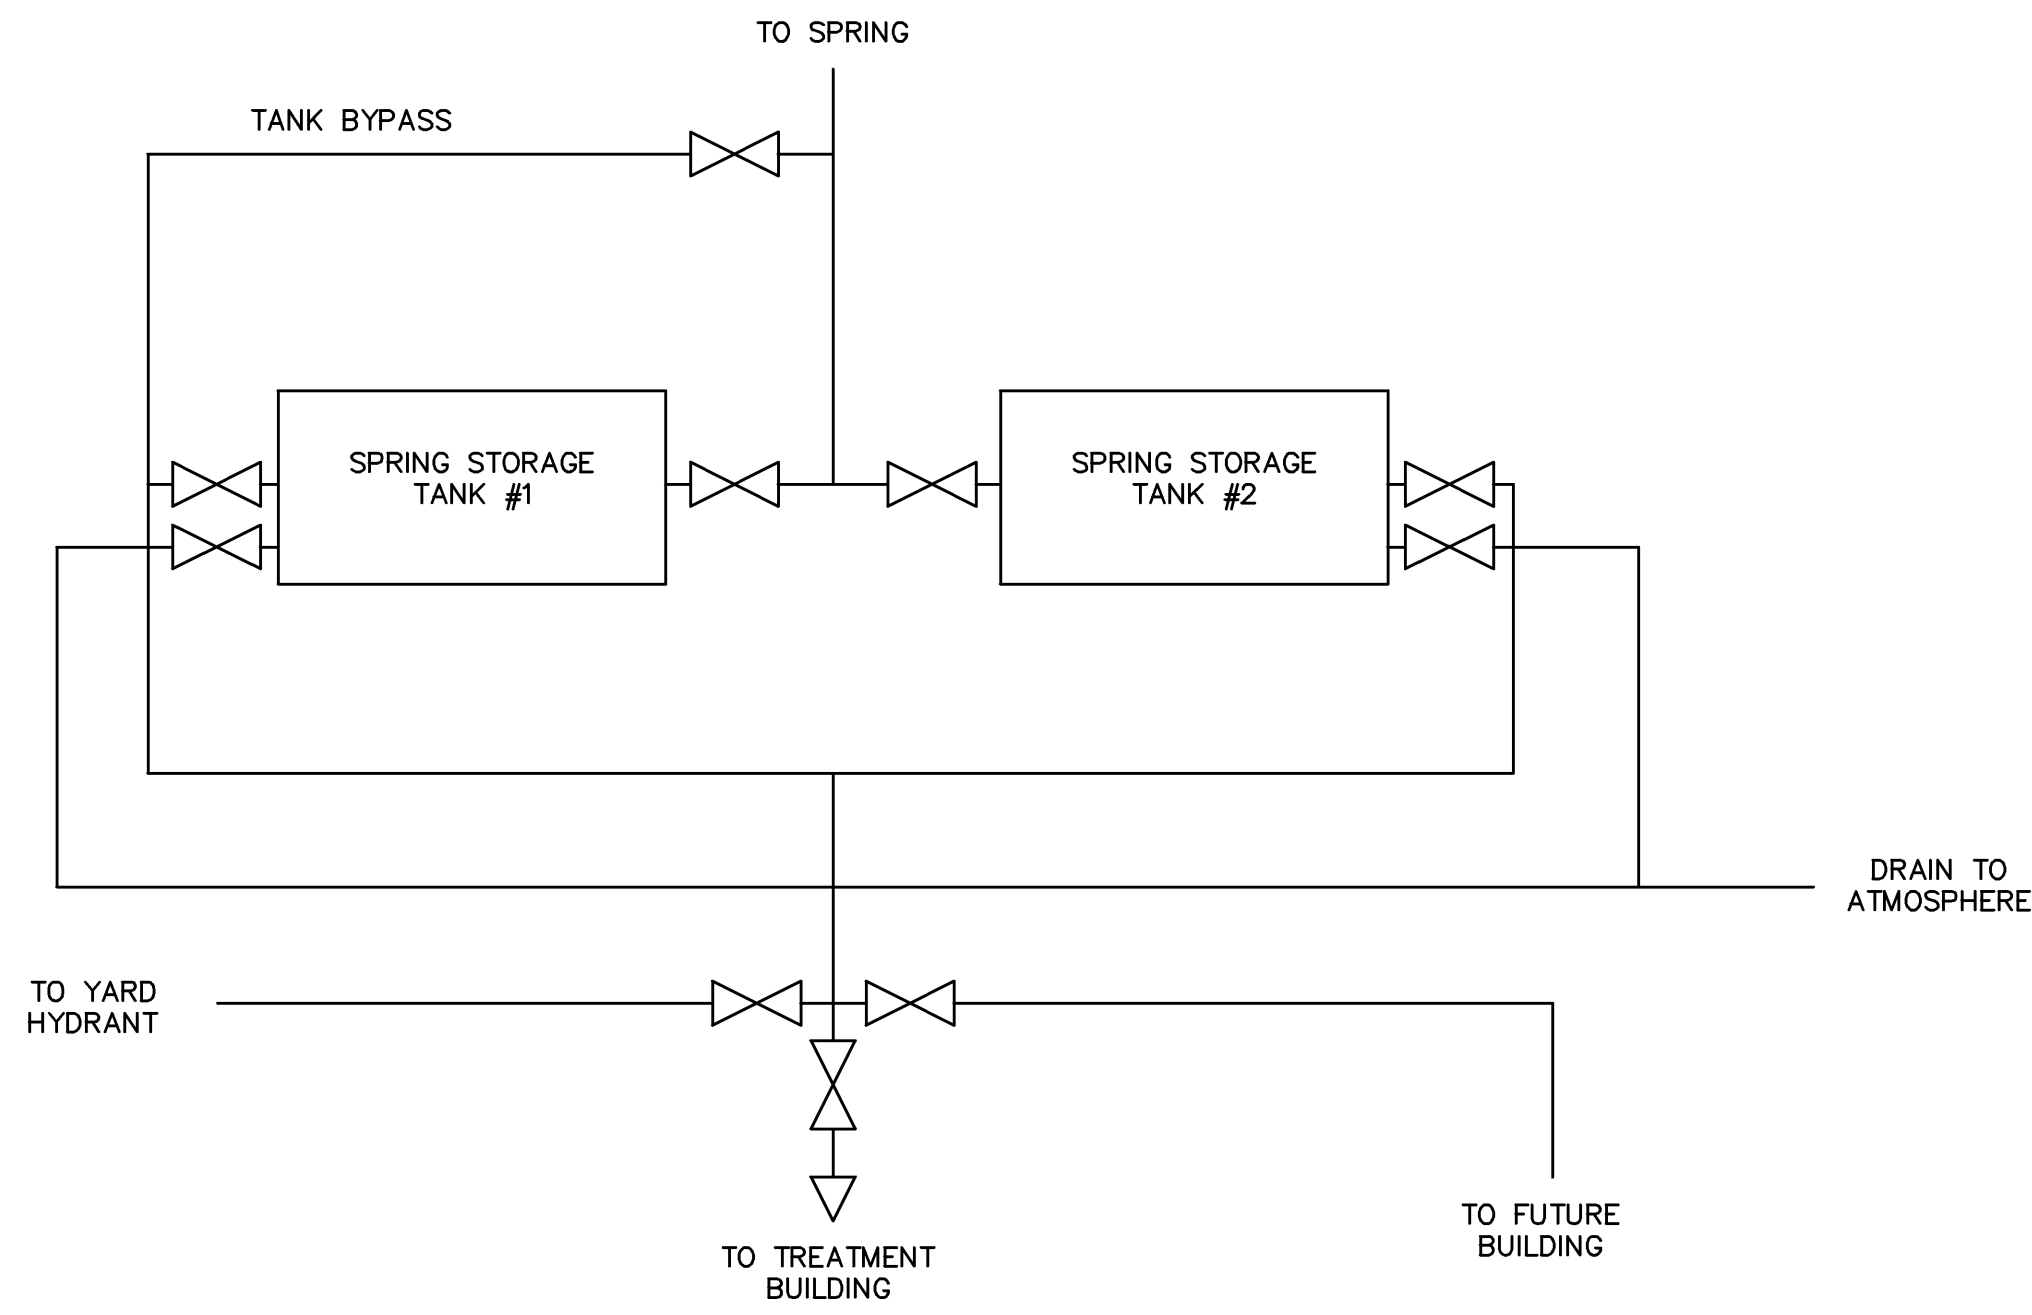 TO SPRING
TANK BYPASS
SPRING STORAGE
TANK #1
SPRING STORAGE
TANK #2
DRAIN TO
ATMOSPHERE
TO YARD
HYDRANT
TO FUTURE
BUILDING
TO TREATMENT
BUILDING